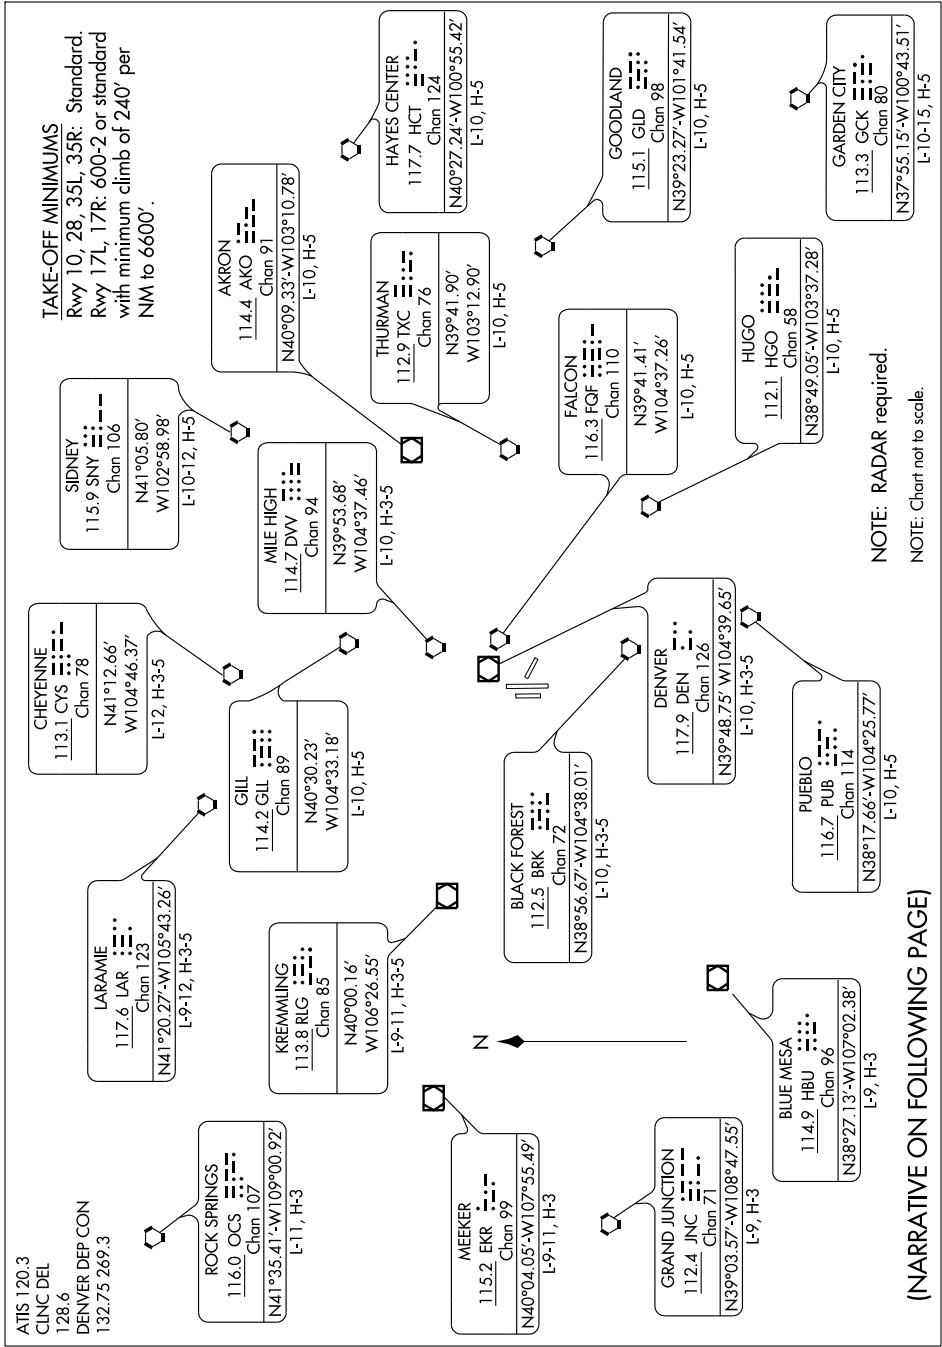 ATIS 120.3
CLNC DEL
128.6
DENVER DEP CON
132.75 269.3
TAKE-OFF MINIMUMS
Rwy 10, 28, 35L, 35R: Standard.
Rwy 17L, 17R: 600-2 or standard
with minimum climb of 240' per
NM to 6600'.
ROCK SPRINGS
116.0 OCS
Chan 107
N41°35.41'-W109°00.92'
L-11, H-3
LARAMIE
117.6 LAR
Chan 123
N41°20.27'-W105°43.26'
L-9-12, H-3-5
CHEYENNE
113.1 CYS
Chan 78
N41°12.66'
W104°46.37'
L-12, H-3-5
SIDNEY
115.9 SNY
Chan 106
N41°05.80'
W102°58.98'
L-10-12, H-5
AKRON
114.4 AKO
Chan 91
N40°09.33'-W103°10.78'
L-10, H-5
HAYES CENTER
117.7 HCT
Chan 124
N40°27.24'-W100°55.42'
L-10, H-5
GILL
114.2 GLL
Chan 89
N40°30.23'
W104°33.18'
L-10, H-5
MILE HIGH
114.7 DVV
Chan 94
N39°53.68'
W104°37.46'
L-10, H-3-5
THURMAN
112.9 TXC
Chan 76
N39°41.90'
W103°12.90'
L-10, H-5
KREMMLING
113.8 RLG
Chan 85
N40°00.16'
W106°26.55'
L-9-11, H-3-5
MEEKER
115.2 EKR
Chan 99
N40°04.05'-W107°55.49'
L-9-11, H-3
N
BLACK FOREST
112.5 BRK
Chan 72
N38°56.67'-W104°38.01'
L-10, H-3-5
FALCON
116.3 FQF
Chan 110
N39°41.41'
W104°37.26'
L-10, H-5
GOODLAND
115.1 GLD
Chan 98
N39°23.27'-W101°41.54'
L-10, H-5
GRAND JUNCTION
112.4 JNC
Chan 71
N39°03.57'-W108°47.55'
L-9, H-3
DENVER
117.9 DEN
Chan 126
N39°48.75' W104°39.65'
L-10, H-3-5
HUGO
112.1 HGO
Chan 58
N38°49.05'-W103°37.28'
L-10, H-5
BLUE MESA
114.9 HBU
Chan 96
N38°27.13'-W107°02.38'
L-9, H-3
PUEBLO
116.7 PUB
Chan 114
N38°17.66'-W104°25.77'
L-10, H-5
GARDEN CITY
113.3 GCK
Chan 80
N37°55.15'-W100°43.51'
L-10-15, H-5
NOTE: RADAR required.
NOTE: Chart not to scale.
(NARRATIVE ON FOLLOWING PAGE)